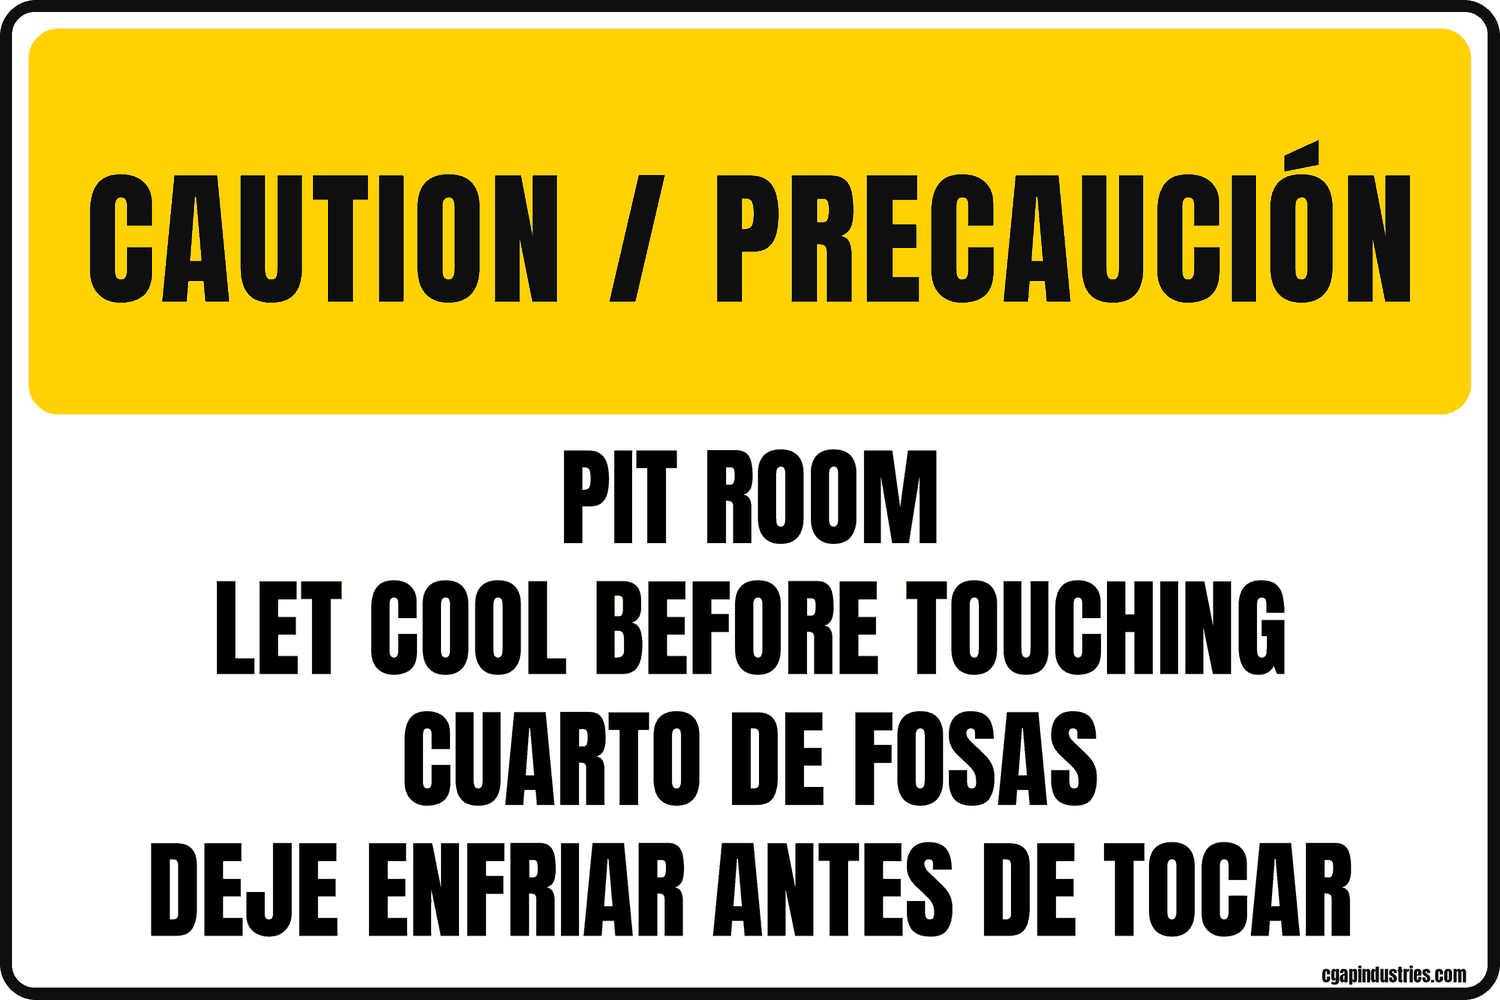 CAUTION / PRECAUCIÓN
PIT ROOM
LET COOL BEFORE TOUCHING
CUARTO DE FOSAS
DEJE ENFRIAR ANTES DE TOCAR
cgapindustries.com